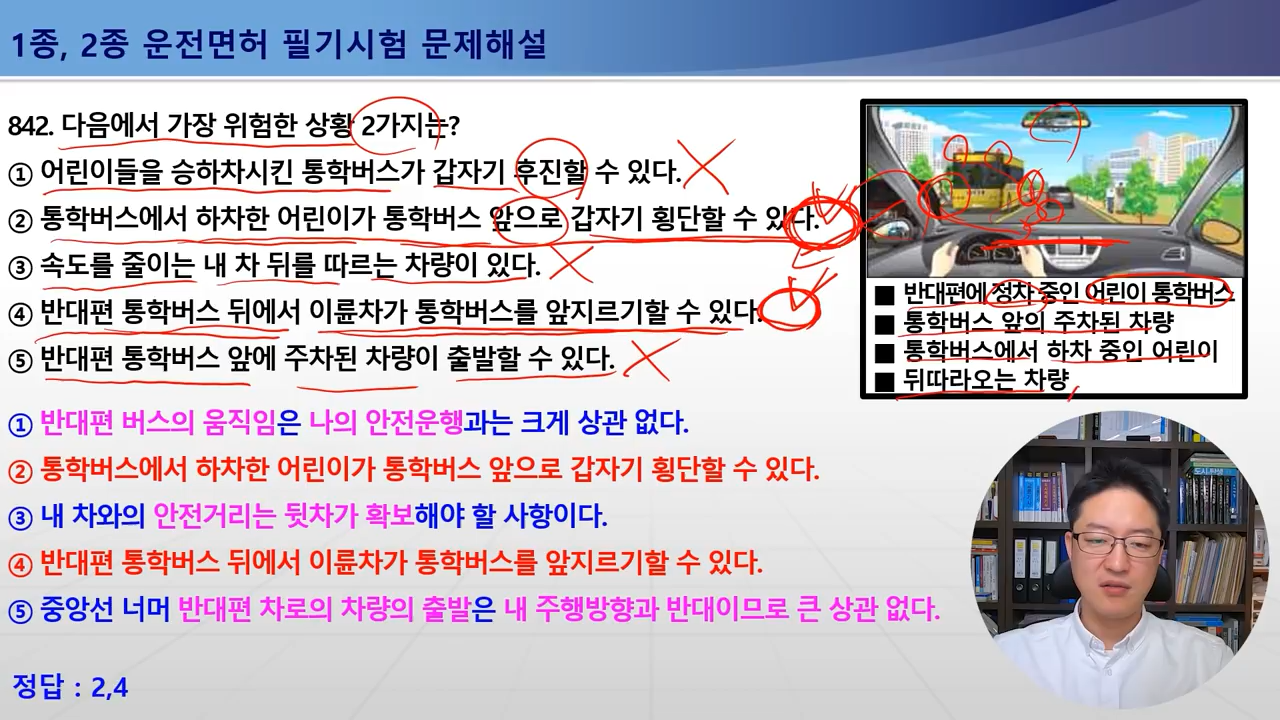 1종, 2종 운전면허 필기시험 문제해설
842. 다음에서 가장 위험한 상황 2가지는?
① 어린이들을 승하차시킨 통학버스가 갑자기 후진할 수 있다.
② 통학버스에서 하차한 어린이가 통학버스 앞으로 갑자기 횡단할 수 있다.
③ 속도를 줄이는 내 차 뒤를 따르는 차량이 있다.
④ 반대편 통학버스 뒤에서 이륜차가 통학버스를 앞지르기할 수 있다.
⑤ 반대편 통학버스 앞에 주차된 차량이 출발할 수 있다.
■ 반대편에 정차 중인 어린이 통학버스
■ 통학버스 앞의 주차된 차량
■ 통학버스에서 하차 중인 어린이
■ 뒤따라오는 차량
① 반대편 버스의 움직임은 나의 안전운행과는 크게 상관 없다.
② 통학버스에서 하차한 어린이가 통학버스 앞으로 갑자기 횡단할 수 있다.
③ 내 차와의 안전거리는 뒷차가 확보해야 할 사항이다.
④ 반대편 통학버스 뒤에서 이륜차가 통학버스를 앞지르기할 수 있다.
⑤ 중앙선 너머 반대편 차로의 차량의 출발은 내 주행방향과 반대이므로 큰 상관 없다.
정답 : 2,4